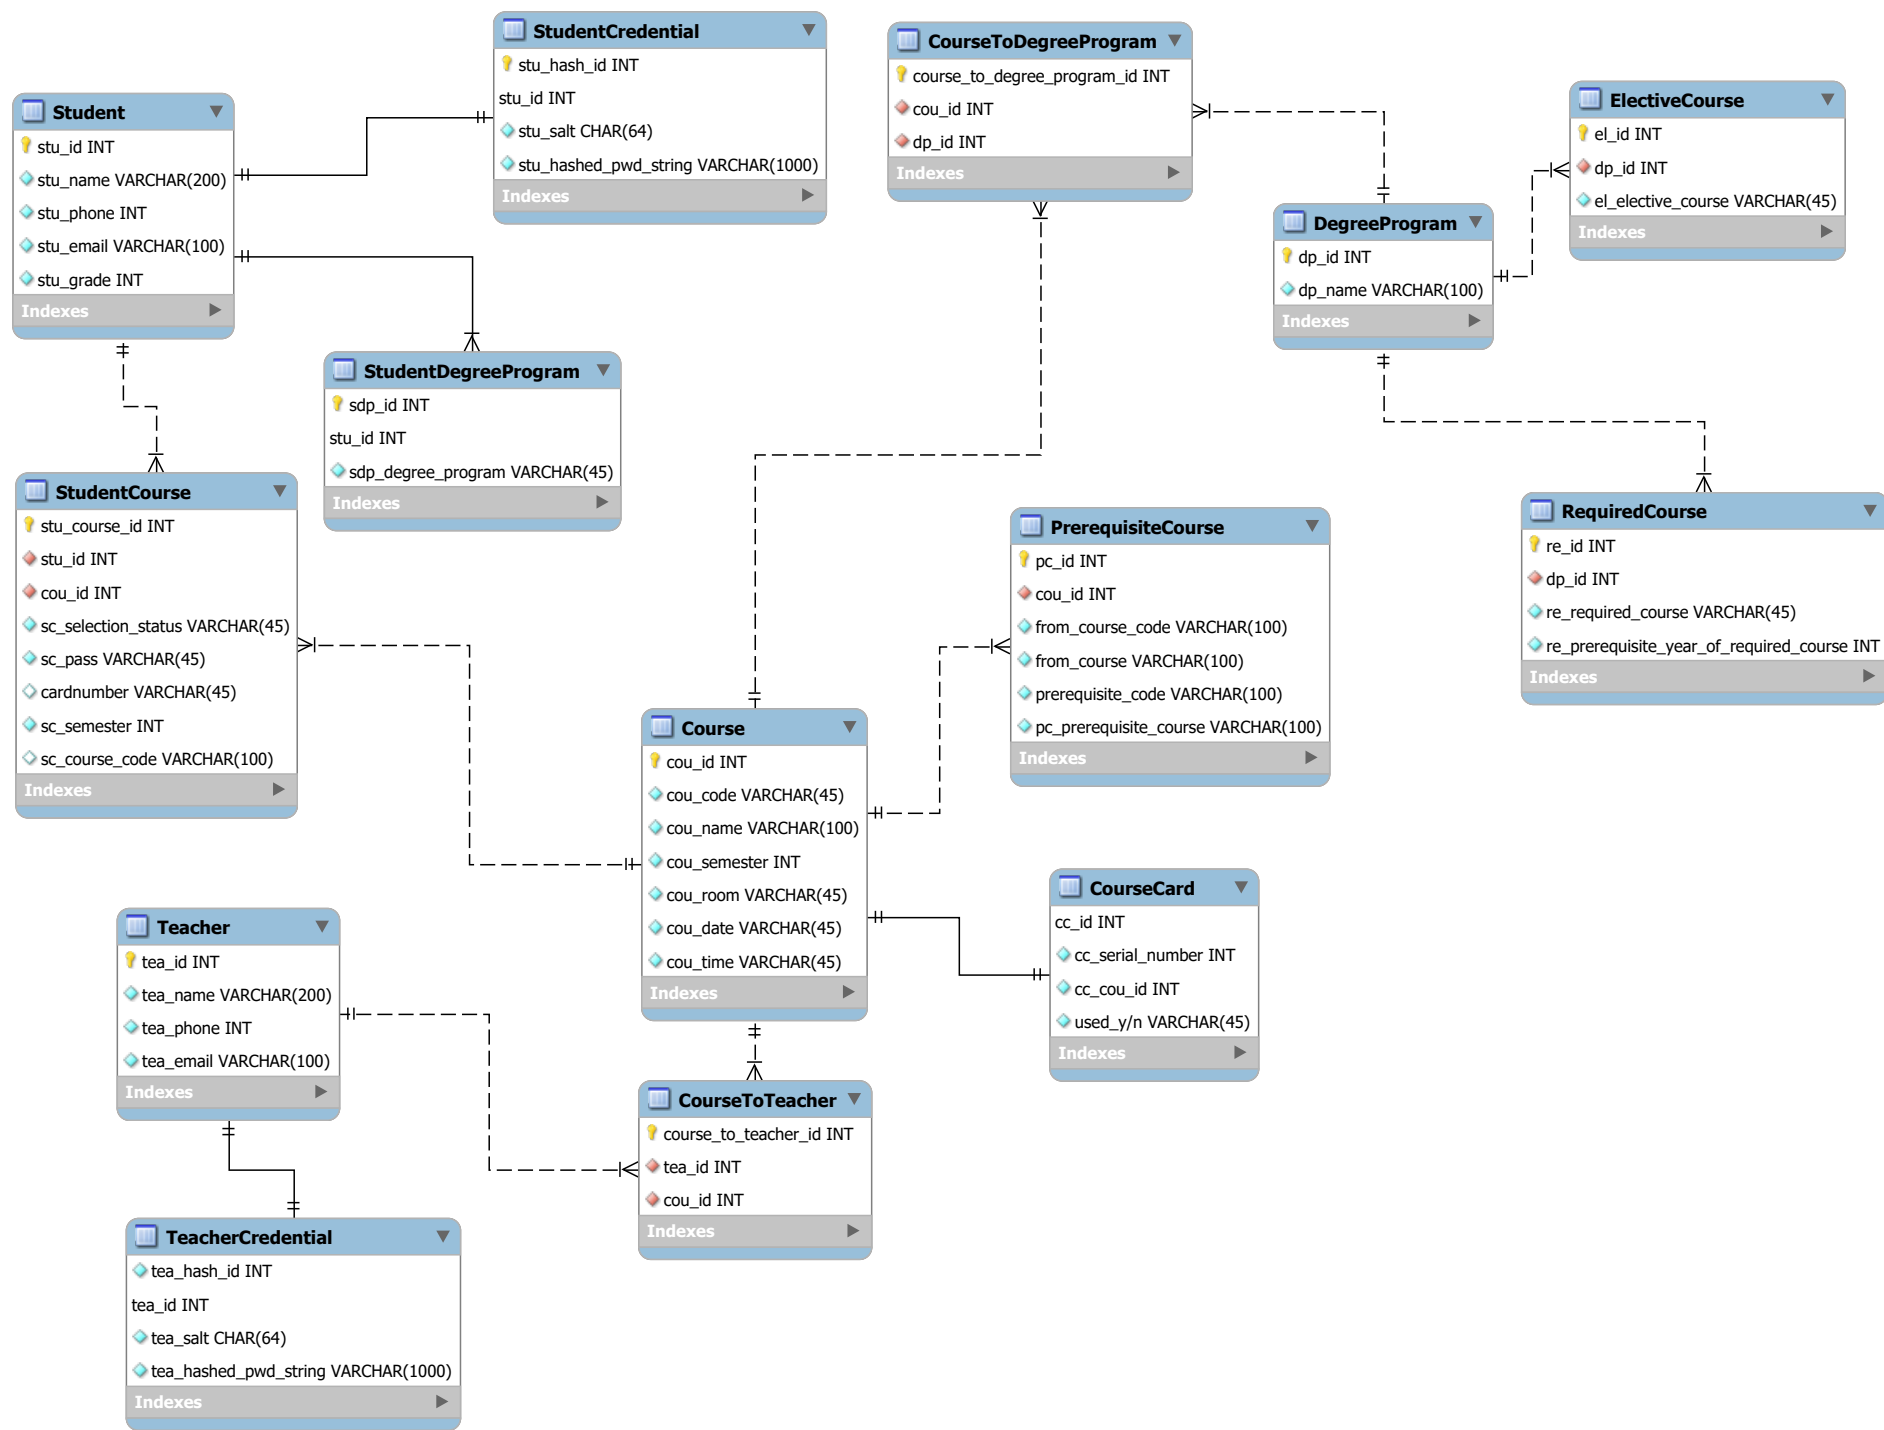 StudentCredential
stu_hash_id INT
stu_id INT
stu_salt CHAR(64)
stu_hashed_pwd_string VARCHAR(1000)
Indexes
CourseToDegreeProgram
course_to_degree_program_id INT
cou_id INT
dp_id INT
Indexes
ElectiveCourse
el_id INT
dp_id INT
el_elective_course VARCHAR(45)
Indexes
Student
stu_id INT
stu_name VARCHAR(200)
stu_phone INT
stu_email VARCHAR(100)
stu_grade INT
Indexes
DegreeProgram
dp_id INT
dp_name VARCHAR(100)
Indexes
StudentDegreeProgram
sdp_id INT
stu_id INT
sdp_degree_program VARCHAR(45)
Indexes
StudentCourse
stu_course_id INT
stu_id INT
cou_id INT
sc_selection_status VARCHAR(45)
sc_pass VARCHAR(45)
cardnumber VARCHAR(45)
sc_semester INT
sc_course_code VARCHAR(100)
Indexes
PrerequisiteCourse
pc_id INT
cou_id INT
from_course_code VARCHAR(100)
from_course VARCHAR(100)
prerequisite_code VARCHAR(100)
pc_prerequisite_course VARCHAR(100)
Indexes
RequiredCourse
re_id INT
dp_id INT
re_required_course VARCHAR(45)
re_prerequisite_year_of_required_course INT
Indexes
Course
cou_id INT
cou_code VARCHAR(45)
cou_name VARCHAR(100)
cou_semester INT
cou_room VARCHAR(45)
cou_date VARCHAR(45)
cou_time VARCHAR(45)
Indexes
CourseCard
cc_id INT
cc_serial_number INT
cc_cou_id INT
used_y/n VARCHAR(45)
Indexes
Teacher
tea_id INT
tea_name VARCHAR(200)
tea_phone INT
tea_email VARCHAR(100)
Indexes
CourseToTeacher
course_to_teacher_id INT
tea_id INT
cou_id INT
Indexes
TeacherCredential
tea_hash_id INT
tea_id INT
tea_salt CHAR(64)
tea_hashed_pwd_string VARCHAR(1000)
Indexes